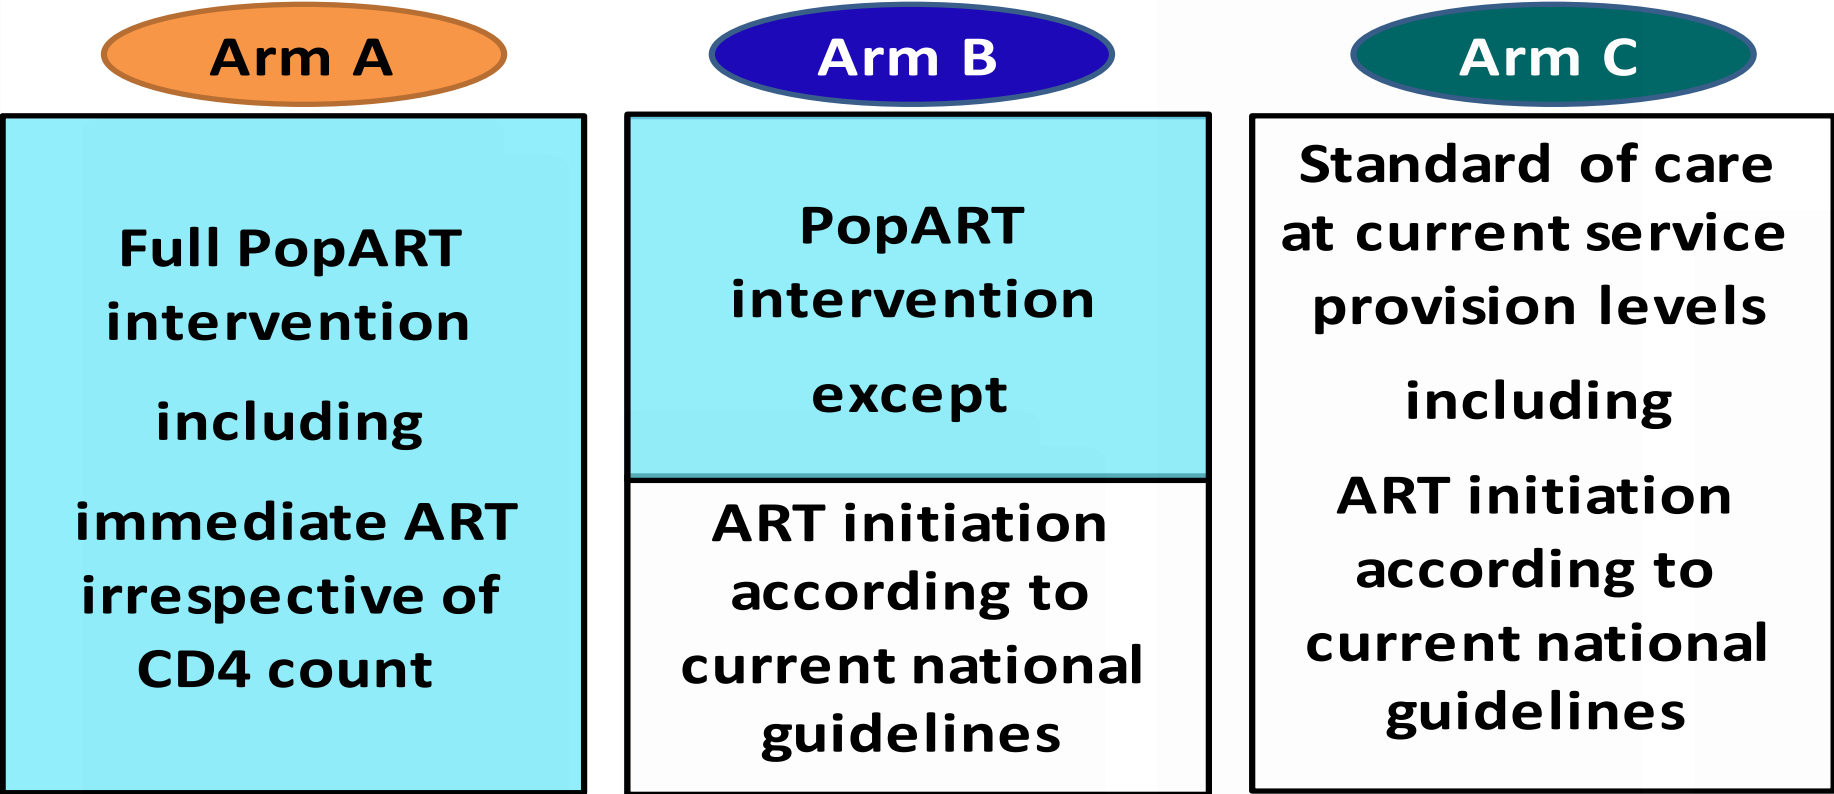 Arm A
Full PopART
intervention
including
immediate ART
irrespective of
CD4 count
Arm B
PopART
intervention
except
ART initiation
according to
current national
guidelines
Arm C
Standard of care
at current service
provision levels
including
ART initiation
according to
current national
guidelines